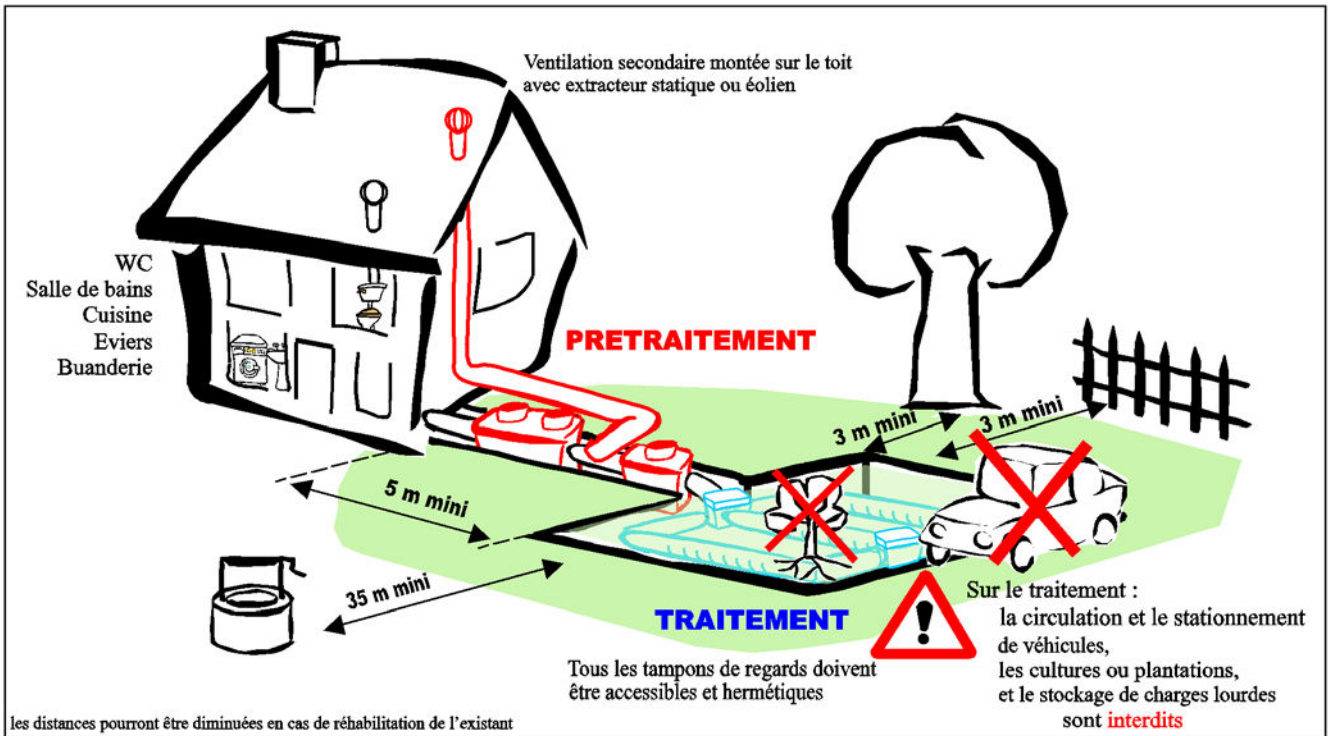 Ventilation secondaire montée sur le toit
avec extracteur statique ou éolien
WC
Salle de bains
Cuisine
Eviers
Buanderie
PRETRAITEMENT
3 m mini
3 m mini
5 m mini
35 m mini
TRAITEMENT
Tous les tampons de regards doivent
être accessibles et hermétiques
!
Sur le traitement :
la circulation et le stationnement
de véhicules,
les cultures ou plantations,
et le stockage de charges lourdes
sont interdits
les distances pourront être diminuées en cas de réhabilitation de l'existant